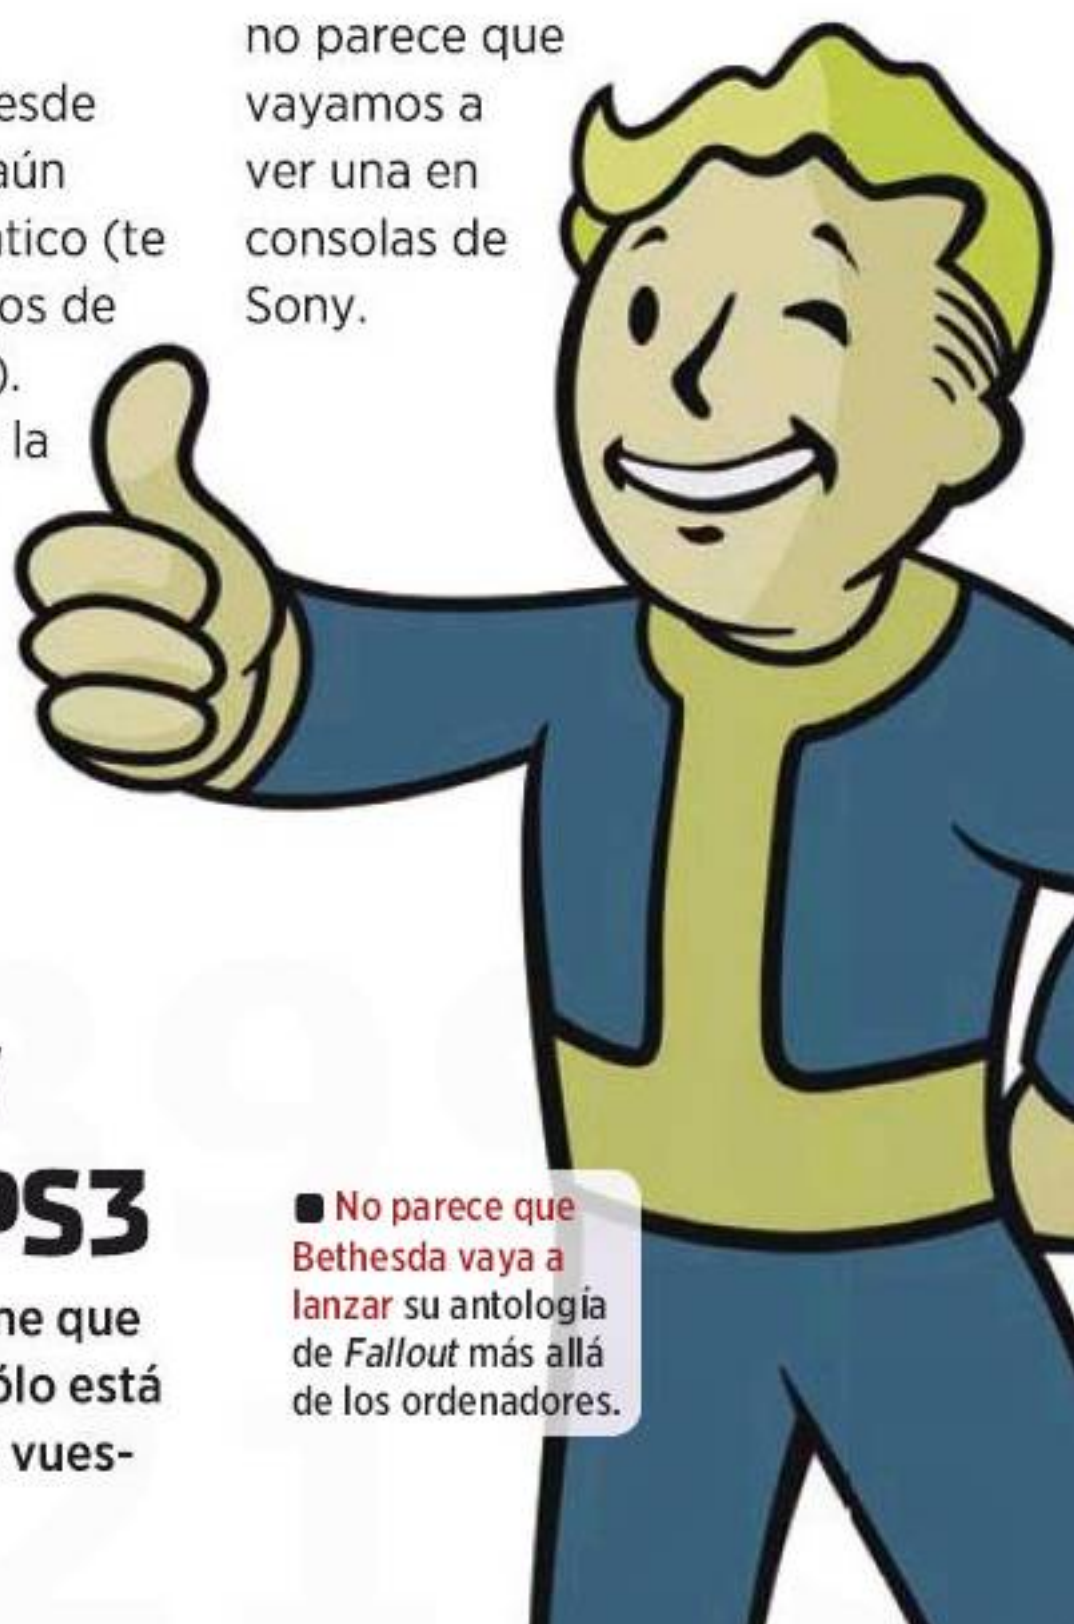 esde
aún
tico (te
os de
).
la
no parece que
vayamos a
ver una en
consolas de
Sony.
PS3
ne que
ólo está
vues-
■ No parece que
Bethesda vaya a
lanzar su antología
de Fallout más allá
de los ordenadores.